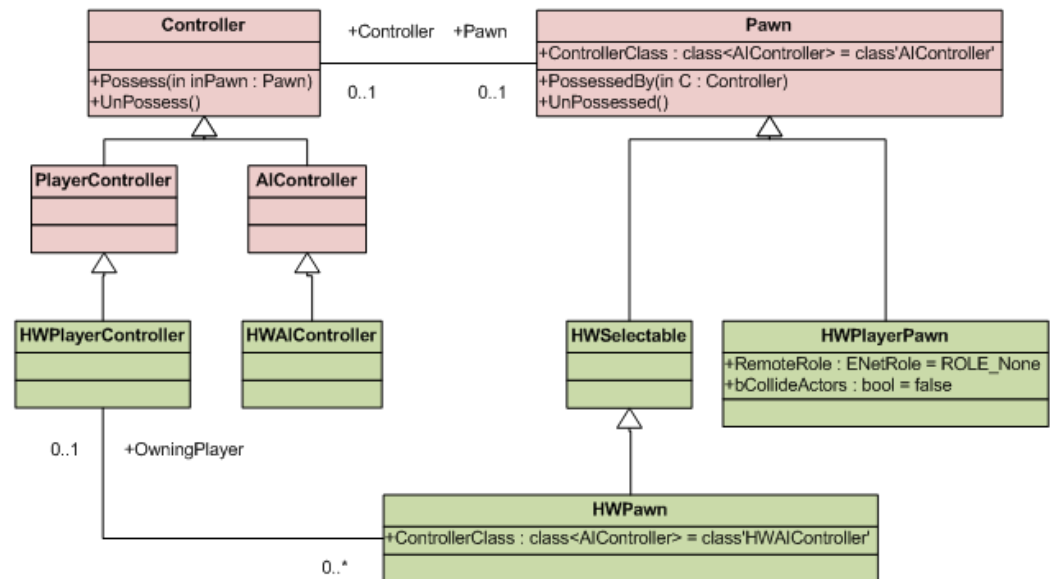 Controller
+Possess(in inPawn : Pawn)
+UnPossess()
+Controller
+Pawn
0..1
0..1
Pawn
+ControllerClass : class<AIController> = class'AIController'
+PossessedBy(in C : Controller)
+UnPossessed()
PlayerController
AIController
HWPlayerController
HWAIController
HWSelectable
HWPlayerPawn
+RemoteRole : ENetRole = ROLE_None
+bCollideActors : bool = false
0..1
+OwningPlayer
HWPawn
+ControllerClass : class<AIController> = class'HWAIController'
0..*